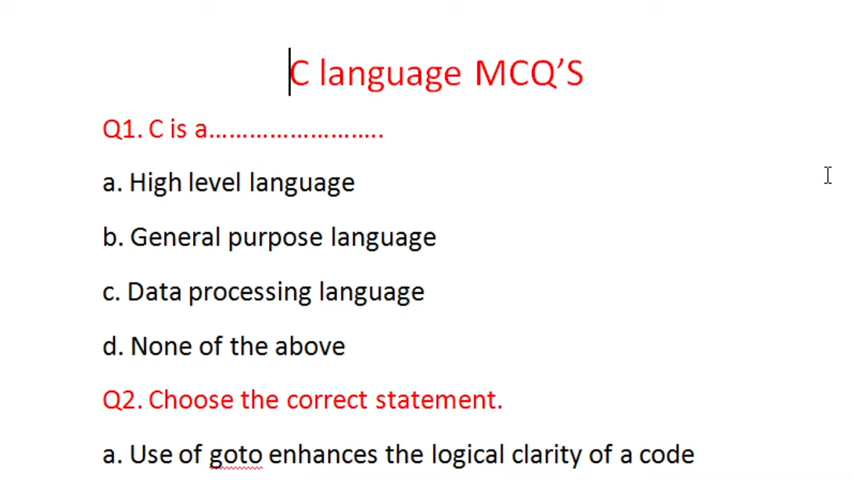 C language MCQ’S
Q1. C is a……………………..
a. High level language
b. General purpose language
c. Data processing language
d. None of the above
Q2. Choose the correct statement.
a. Use of goto enhances the logical clarity of a code